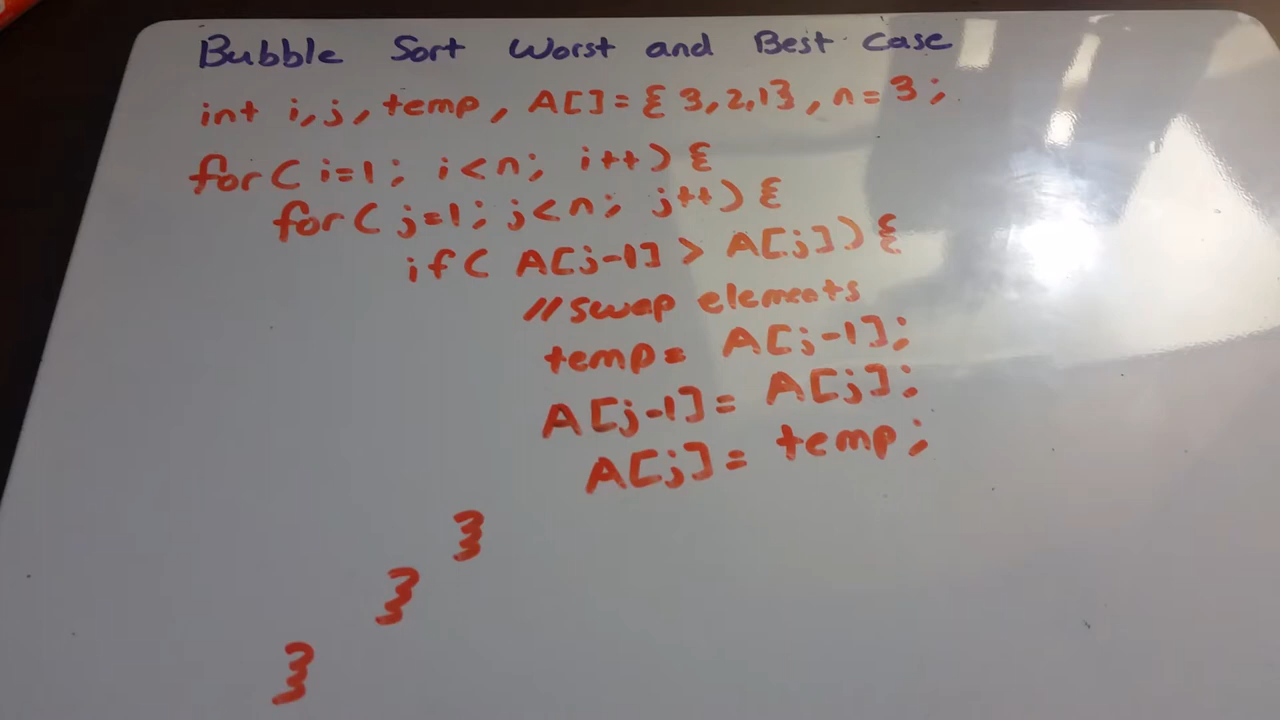 Bubble Sort Worst and Best Case
int i,j,temp, A[]={3,2,1}, n=3;
for( i=1; i<n; i++) {
for( j=1; j<n; j++) {
if( A[j-1] > A[j]) {
//swap elements
temp= A[j-1];
A[j-1]= A[j];
A[j]= temp;
}
}
}